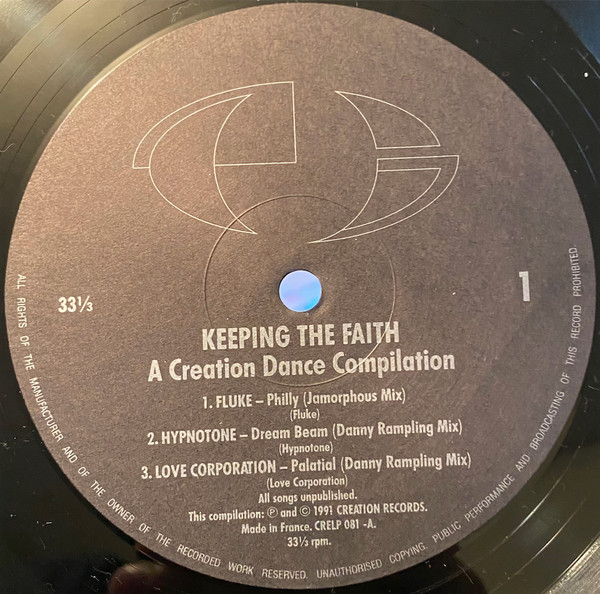 33⅓
1
KEEPING THE FAITH
A Creation Dance Compilation
1. FLUKE – Philly (Jamorphous Mix)
(Fluke)
2. HYPNOTONE – Dream Beam (Danny Rampling Mix)
(Hypnotone)
3. LOVE CORPORATION – Palatial (Danny Rampling Mix)
(Love Corporation)
All songs unpublished.
This compilation: ℗ and © 1991 CREATION RECORDS.
Made in France. CRELP 081 -A.
33⅓ rpm.
ALL RIGHTS OF THE MANUFACTURER AND OF THE OWNER OF THE RECORDED WORK RESERVED. UNAUTHORISED COPYING, PUBLIC PERFORMANCE AND BROADCASTING OF THIS RECORD PROHIBITED.